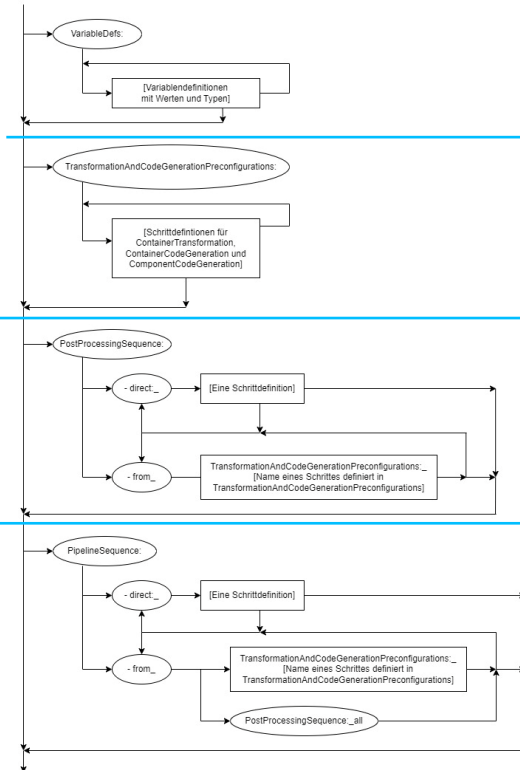 VariableDefs:
[Variablendefinitionen
mit Werten und Typen]
TransformationAndCodeGenerationPreconfigurations:
[Schrittdefintionen für
ContainerTransformation,
ContainerCodeGeneration und
ComponentCodeGeneration]
PostProcessingSequence:
- direct:_
[Eine Schrittdefinition]
- from_
TransformationAndCodeGenerationPreconfigurations:_
[Name eines Schrittes definiert in
TransformationAndCodeGenerationPreconfigurations]
PipelineSequence:
- direct:_
[Eine Schrittdefinition]
- from_
TransformationAndCodeGenerationPreconfigurations:_
[Name eines Schrittes definiert in
TransformationAndCodeGenerationPreconfigurations]
PostProcessingSequence:_all